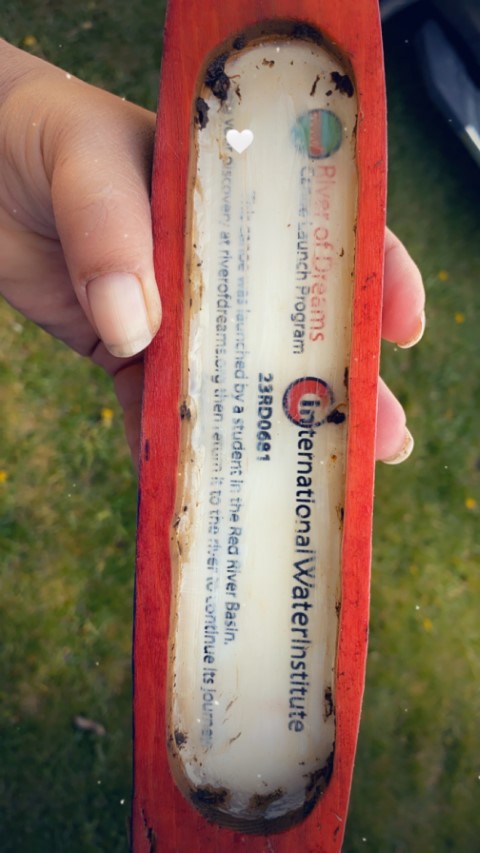 River of Dreams
Canoe Launch Program
International Water Institute
23RD0691
This canoe was launched by a student in the Red River Basin.
discovery at riverofdreams.org then return it to the river to continue its journey